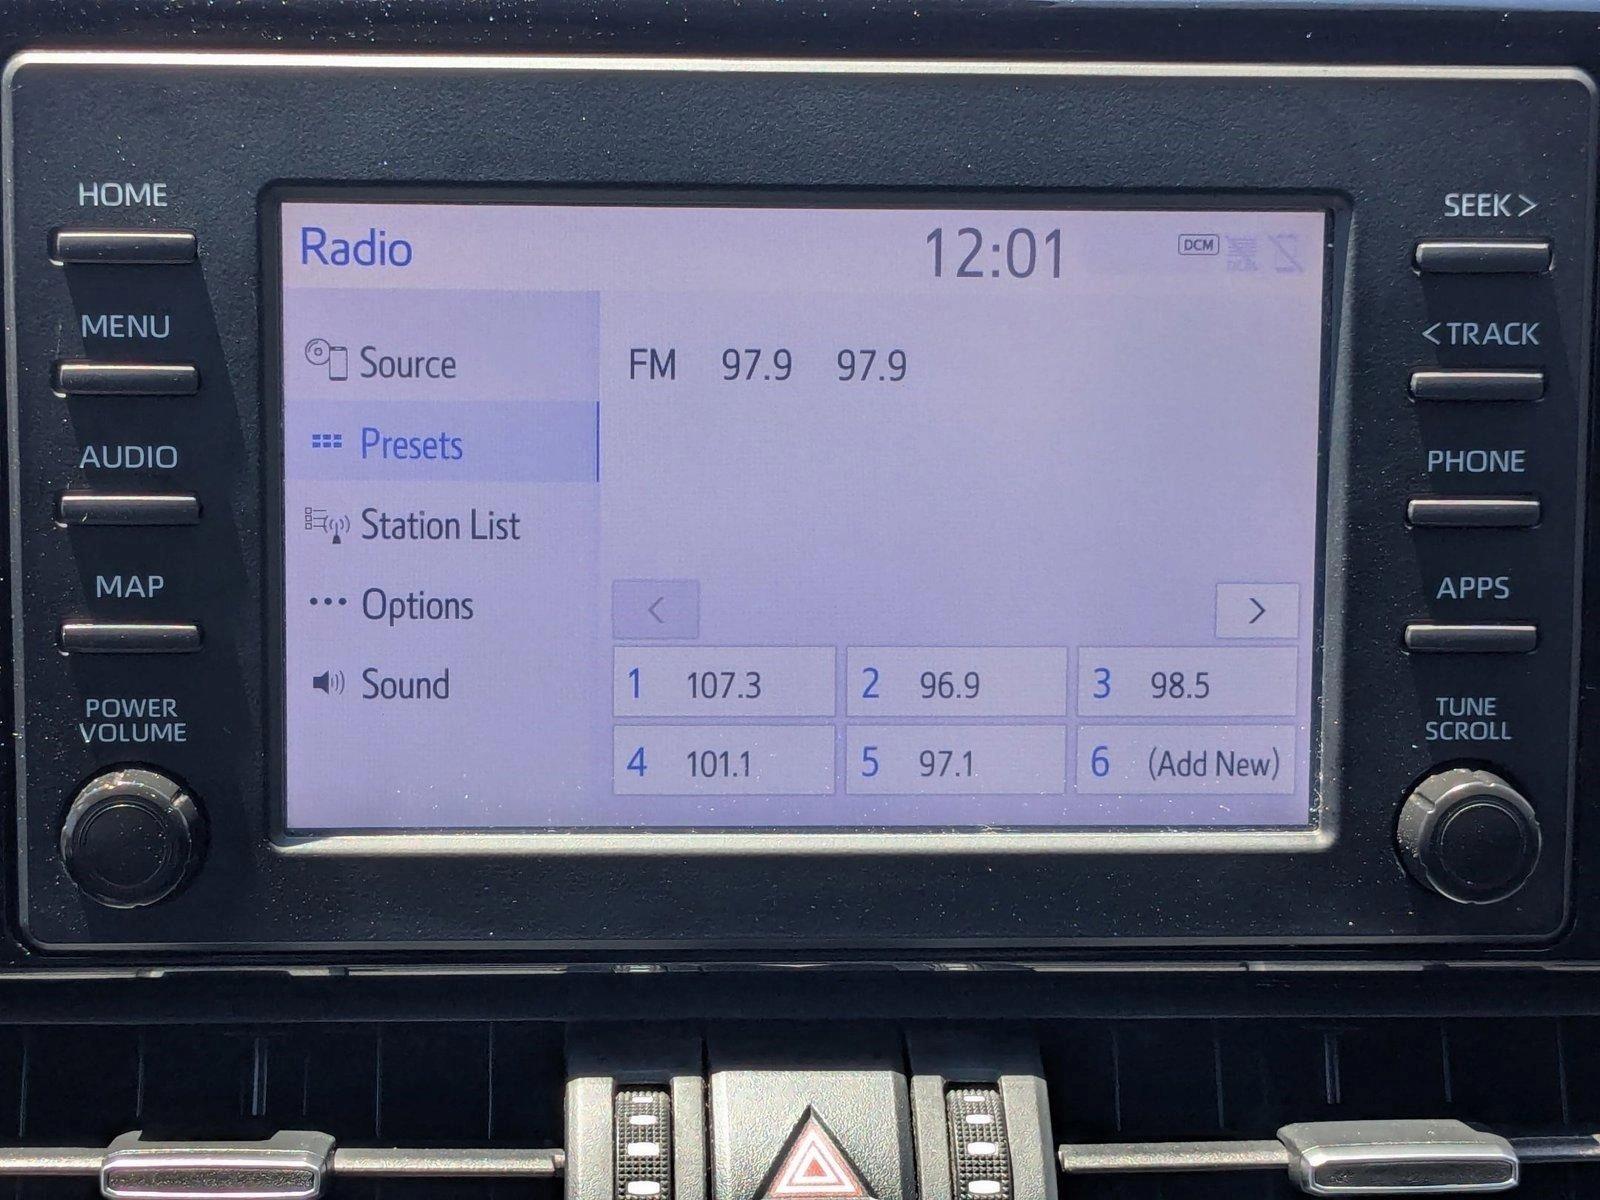 HOME
MENU
AUDIO
MAP
POWER
VOLUME
Radio
12:01
DCM
Source
Presets
Station List
Options
Sound
FM 97.9 97.9
1 107.3
2 96.9
3 98.5
4 101.1
5 97.1
6 (Add New)
SEEK >
< TRACK
PHONE
APPS
TUNE
SCROLL